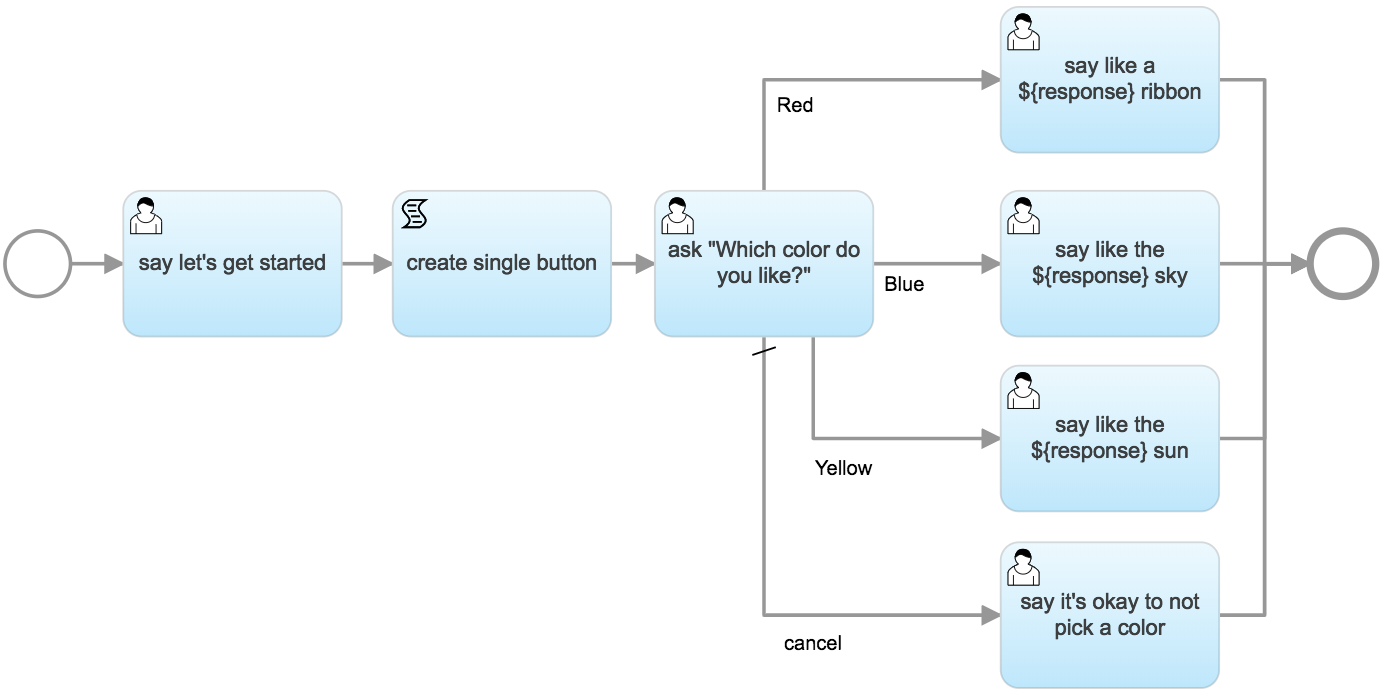 say let's get started
create single button
ask "Which color do
you like?"
Red
say like a
${response} ribbon
Blue
say like the
${response} sky
Yellow
say like the
${response} sun
cancel
say it's okay to not
pick a color